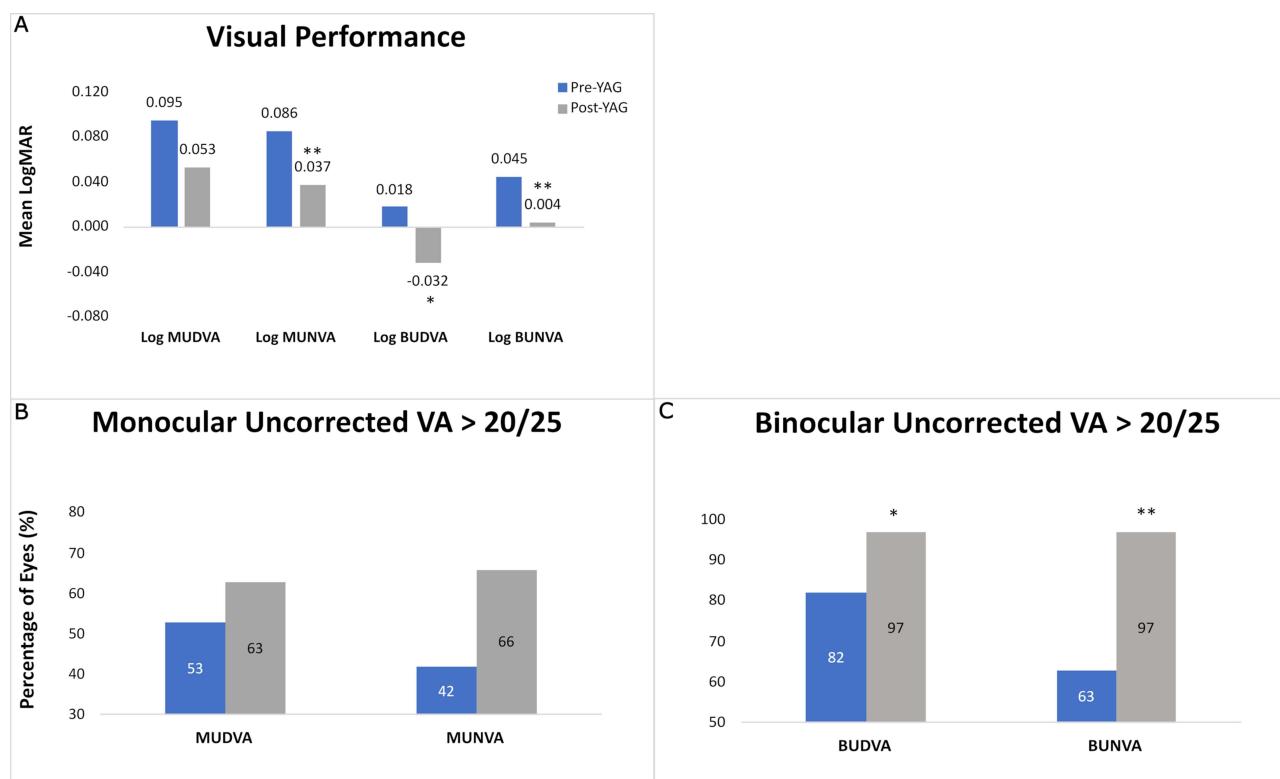 A
Visual Performance
Mean LogMAR
0.120
0.080
0.040
0.000
-0.040
-0.080
Pre-YAG
Post-YAG
0.095
0.053
0.086
**
0.037
0.018
-0.032
*
0.045
**
0.004
Log MUDVA
Log MUNVA
Log BUDVA
Log BUNVA
B
Monocular Uncorrected VA > 20/25
Percentage of Eyes (%)
80
70
60
50
40
30
53
63
42
66
MUDVA
MUNVA
C
Binocular Uncorrected VA > 20/25
100
90
80
70
60
50
82
*
97
63
**
97
BUDVA
BUNVA